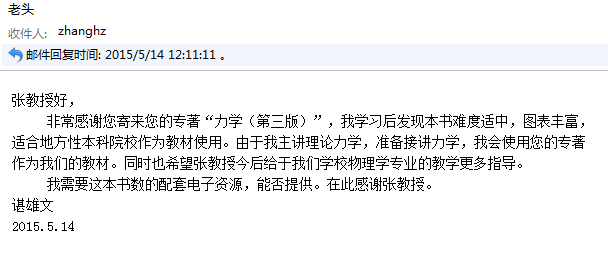 老头
收件人: zhanghz
邮件回复时间: 2015/5/14 12:11:11 。
张教授好，
非常感谢您寄来您的专著“力学（第三版）”，我学习后发现本书难度适中，图表丰富，
适合地方性本科院校作为教材使用。由于我主讲理论力学，准备接讲力学，我会使用您的专著
作为我们的教材。同时也希望张教授今后给于我们学校物理学专业的教学更多指导。
我需要这本书数的配套电子资源，能否提供。在此感谢张教授。
谌雄文
2015.5.14